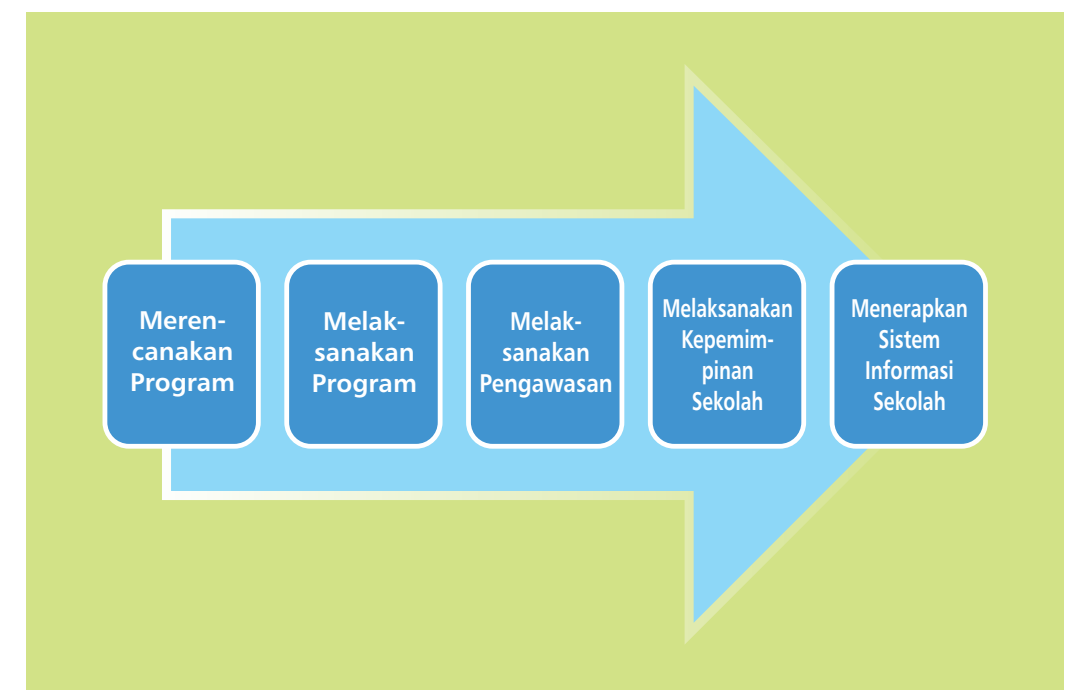 Meren-
canakan
Program
Melak-
sanakan
Program
Melak-
sanakan
Pengawasan
Melaksanakan
Kepemim-
pinan
Sekolah
Menerapkan
Sistem
Informasi
Sekolah